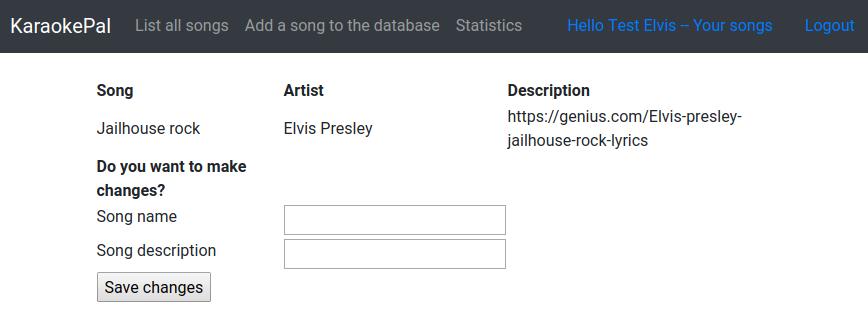 KaraokePal List all songs Add a song to the database Statistics Hello Test Elvis -- Your songs Logout
Song Artist Description
Jailhouse rock Elvis Presley https://genius.com/Elvis-presley-
jailhouse-rock-lyrics
Do you want to make
changes?
Song name
Song description
Save changes